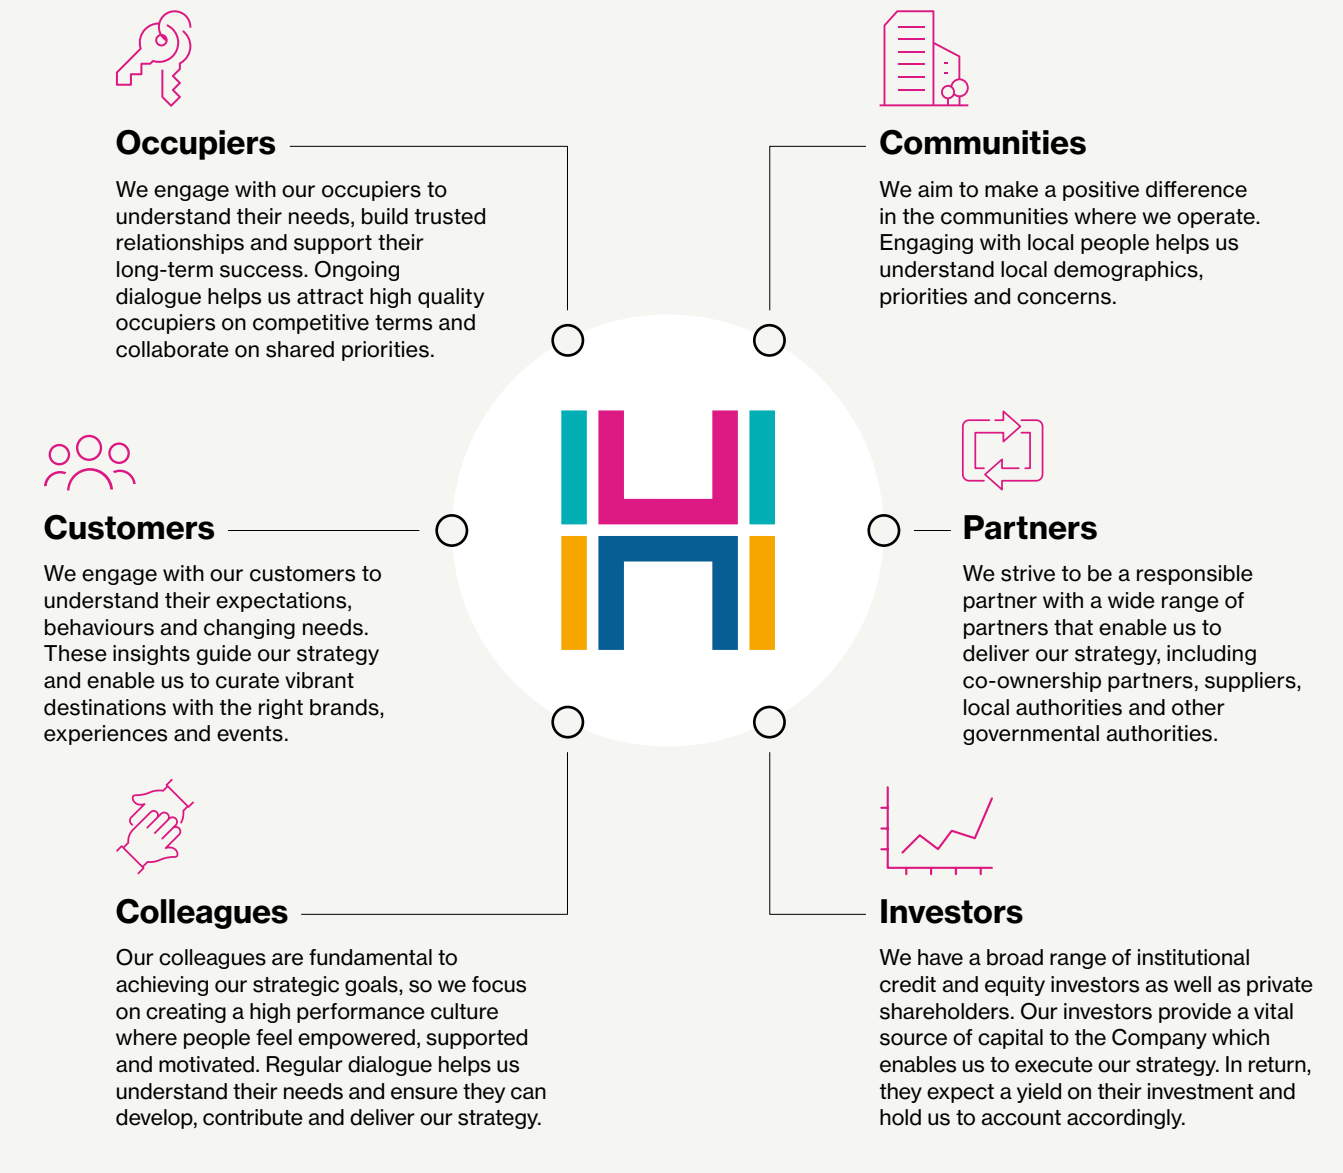 Occupiers
We engage with our occupiers to
understand their needs, build trusted
relationships and support their
long-term success. Ongoing
dialogue helps us attract high quality
occupiers on competitive terms and
collaborate on shared priorities.
Communities
We aim to make a positive difference
in the communities where we operate.
Engaging with local people helps us
understand local demographics,
priorities and concerns.
Customers
We engage with our customers to
understand their expectations,
behaviours and changing needs.
These insights guide our strategy
and enable us to curate vibrant
destinations with the right brands,
experiences and events.
Partners
We strive to be a responsible
partner with a wide range of
partners that enable us to
deliver our strategy, including
co-ownership partners, suppliers,
local authorities and other
governmental authorities.
Colleagues
Our colleagues are fundamental to
achieving our strategic goals, so we focus
on creating a high performance culture
where people feel empowered, supported
and motivated. Regular dialogue helps us
understand their needs and ensure they can
develop, contribute and deliver our strategy.
Investors
We have a broad range of institutional
credit and equity investors as well as private
shareholders. Our investors provide a vital
source of capital to the Company which
enables us to execute our strategy. In return,
they expect a yield on their investment and
hold us to account accordingly.